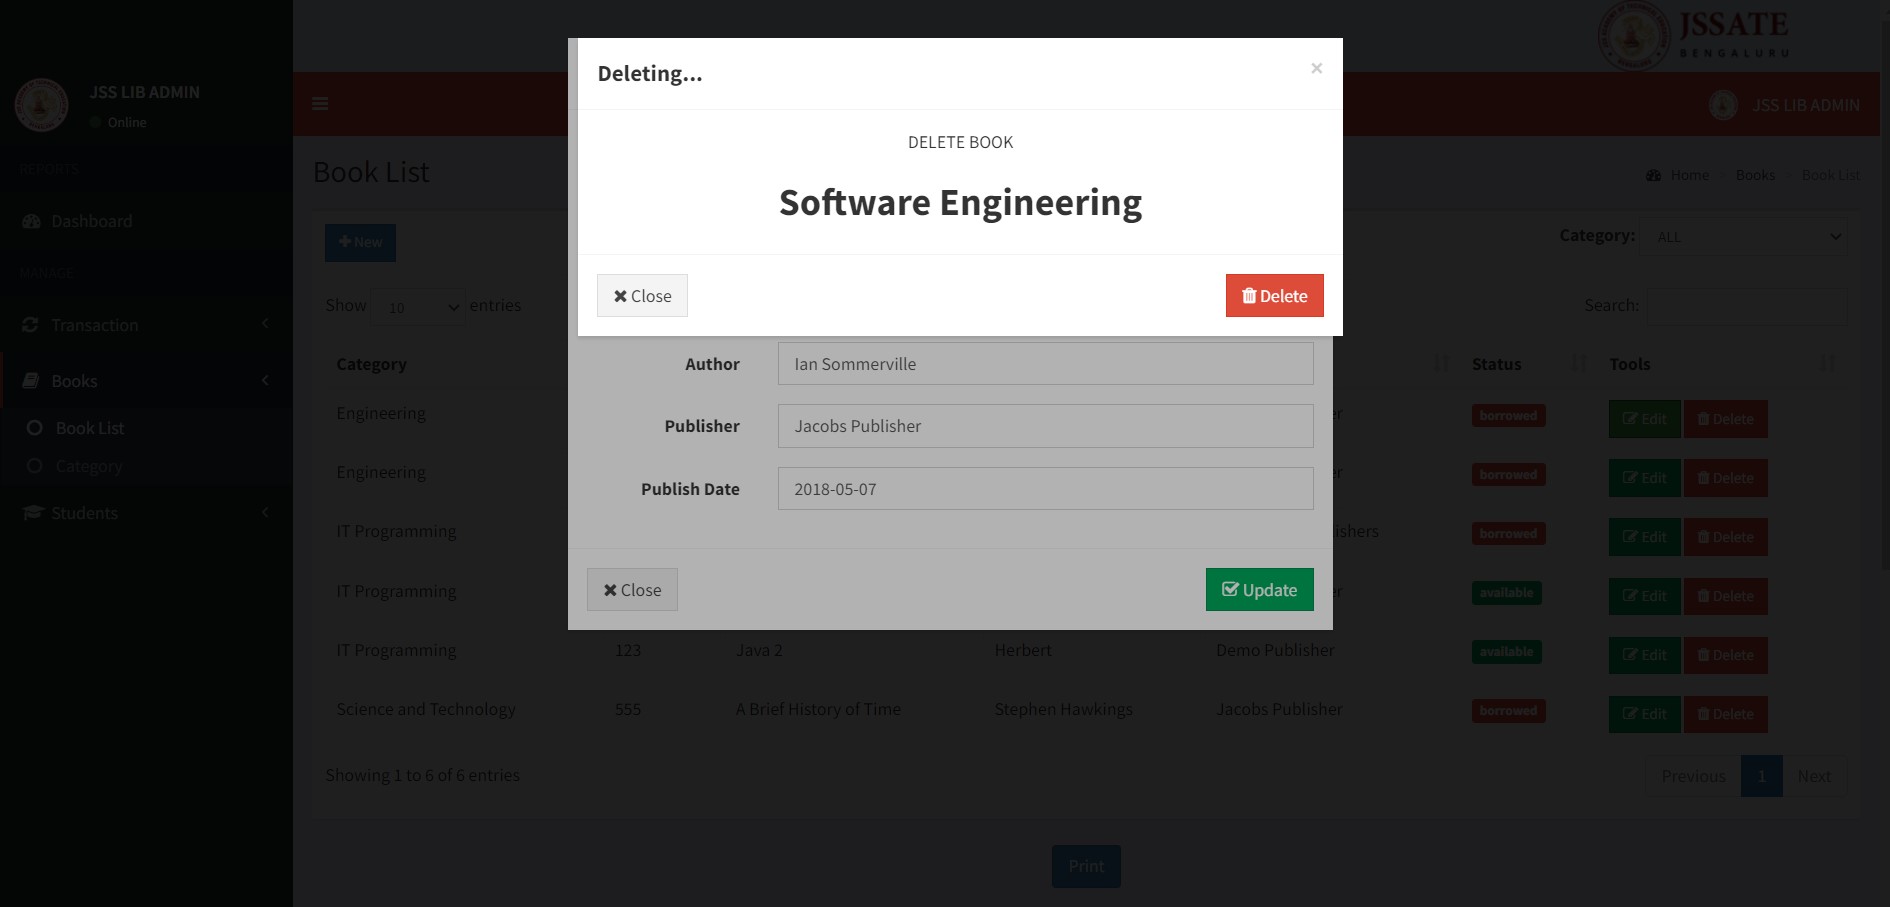 JSSATE
BENGALURU
JSS LIB ADMIN
Online
REPORTS
Dashboard
MANAGE
Transaction
Books
Book List
Category
Students
JSS LIB ADMIN
Book List
Home
Books
Book List
New
Category:
ALL
Show 10 entries
Search:
Deleting...
×
DELETE BOOK
Software Engineering
Close
Delete
Author
Ian Sommerville
Publisher
Jacobs Publisher
Publish Date
2018-05-07
Close
Update
Category Status Tools
Engineering borrowed Edit Delete
Engineering borrowed Edit Delete
IT Programming borrowed Edit Delete
IT Programming available Edit Delete
IT Programming 123 Java 2 Herbert Demo Publisher available Edit Delete
Science and Technology 555 A Brief History of Time Stephen Hawkings Jacobs Publisher borrowed Edit Delete
Showing 1 to 6 of 6 entries
Previous 1 Next
Print